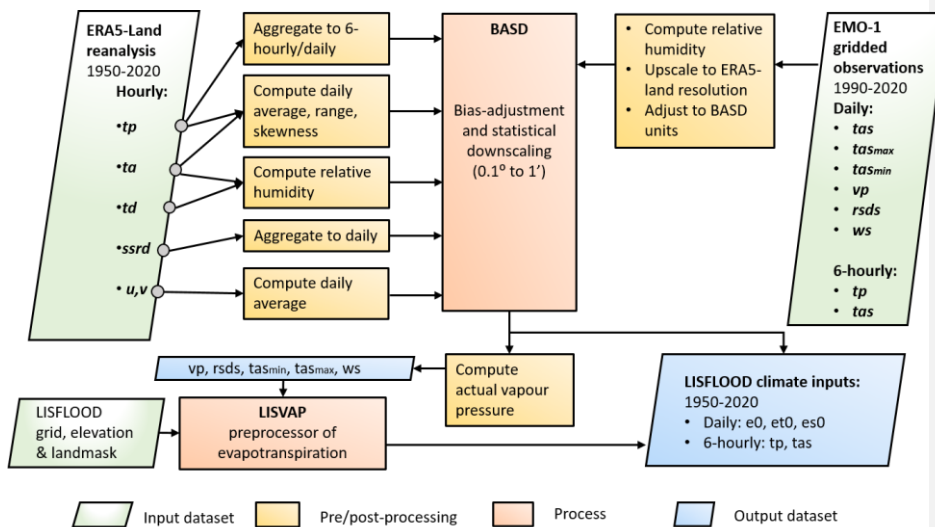 ERA5-Land
reanalysis
1950-2020
Hourly:
•tp
•ta
•td
•ssrd
• u,v
Aggregate to 6-
hourly/daily
Compute daily
average, range,
skewness
Compute relative
humidity
Aggregate to daily
Compute daily
average
BASD
Bias-adjustment
and statistical
downscaling
(0.1° to 1')
• Compute relative
humidity
• Upscale to ERA5-
land resolution
• Adjust to BASD
units
EMO-1
gridded
observations
1990-2020
Daily:
• tas
• tasmax
• tasmin
• vp
• rsds
• ws
6-hourly:
• tp
• tas
vp, rsds, tasmin, tasmax, ws
Compute
actual vapour
pressure
LISFLOOD
grid, elevation
& landmask
LISVAP
preprocessor of
evapotranspiration
LISFLOOD climate inputs:
1950-2020
• Daily: e0, et0, es0
• 6-hourly: tp, tas
Input dataset
Pre/post-processing
Process
Output dataset